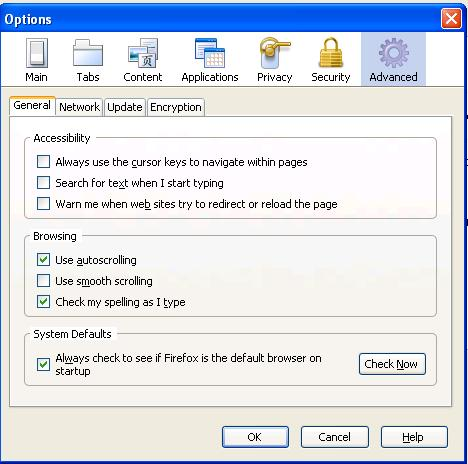 Options
Main Tabs Content Applications Privacy Security Advanced
General Network Update Encryption
Accessibility
Always use the cursor keys to navigate within pages
Search for text when I start typing
Warn me when web sites try to redirect or reload the page
Browsing
Use autoscrolling
Use smooth scrolling
Check my spelling as I type
System Defaults
Always check to see if Firefox is the default browser on
startup
Check Now
OK Cancel Help